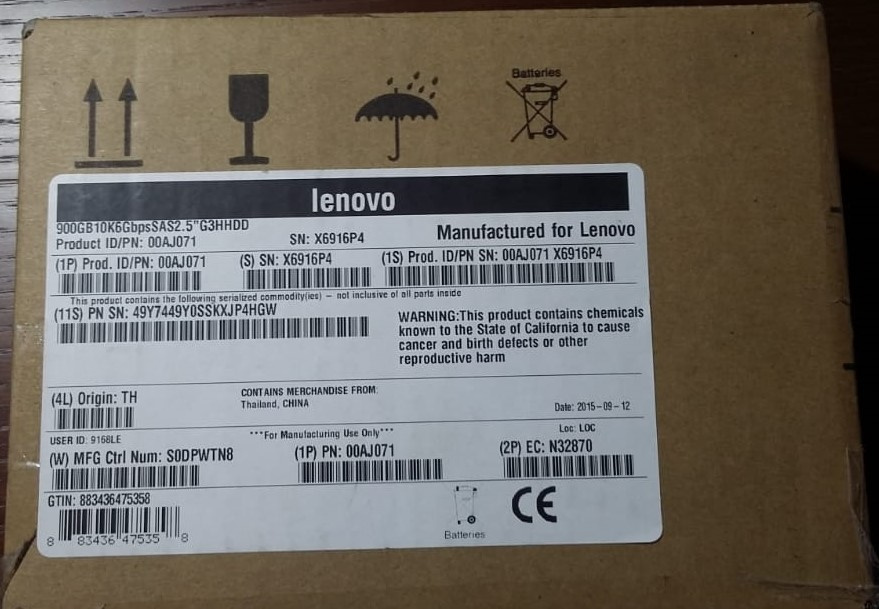 Batteries
lenovo
900GB10K6GbpsSAS2.5"G3HHDD
Product ID/PN: 00AJ071
SN: X6916P4
Manufactured for Lenovo
(1P) Prod. ID/PN: 00AJ071
(S) SN: X6916P4
(1S) Prod. ID/PN SN: 00AJ071 X6916P4
This product contains the following serialized commodity(ies) – not inclusive of all parts inside
(11S) PN SN: 49Y7449Y0SSKXJP4HGW
WARNING:This product contains chemicals
known to the State of California to cause
cancer and birth defects or other
reproductive harm
(4L) Origin: TH
CONTAINS MERCHANDISE FROM:
Thailand, CHINA
Date: 2015-09-12
USER ID: 9168LE
***For Manufacturing Use Only***
Loc: LOC
(W) MFG Ctrl Num: S0DPWTN8
(1P) PN: 00AJ071
(2P) EC: N32870
GTIN: 883436475358
8 83436 47535 8
Batteries
CE